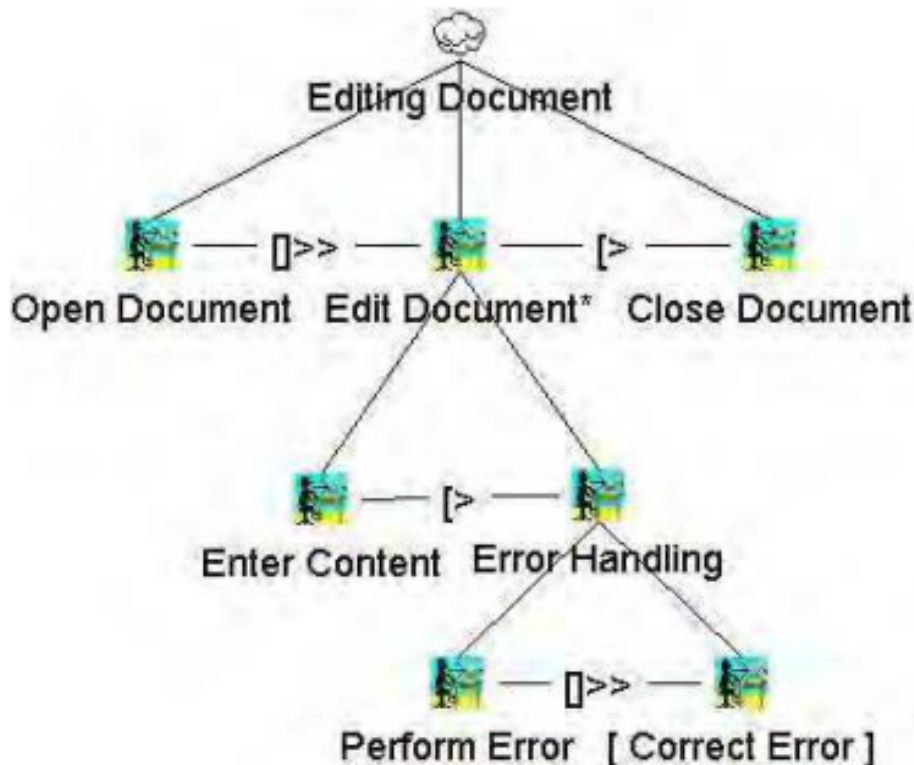 Editing Document
[]>> [>
Open Document Edit Document* Close Document
[>
Enter Content Error Handling
[]>>
Perform Error [ Correct Error ]